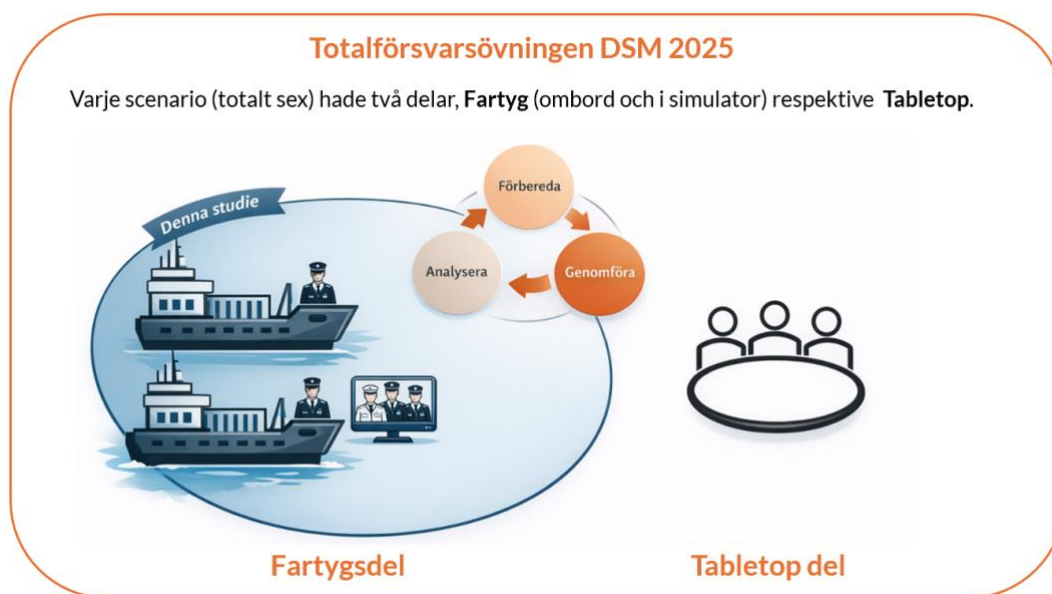 Totalförsvarsövningen DSM 2025
Varje scenario (totalt sex) hade två delar, Fartyg (ombord och i simulator) respektive Tabletop.
Denna studie
Förbereda
Analysera
Genomföra
Fartygsdel
Tabletop del